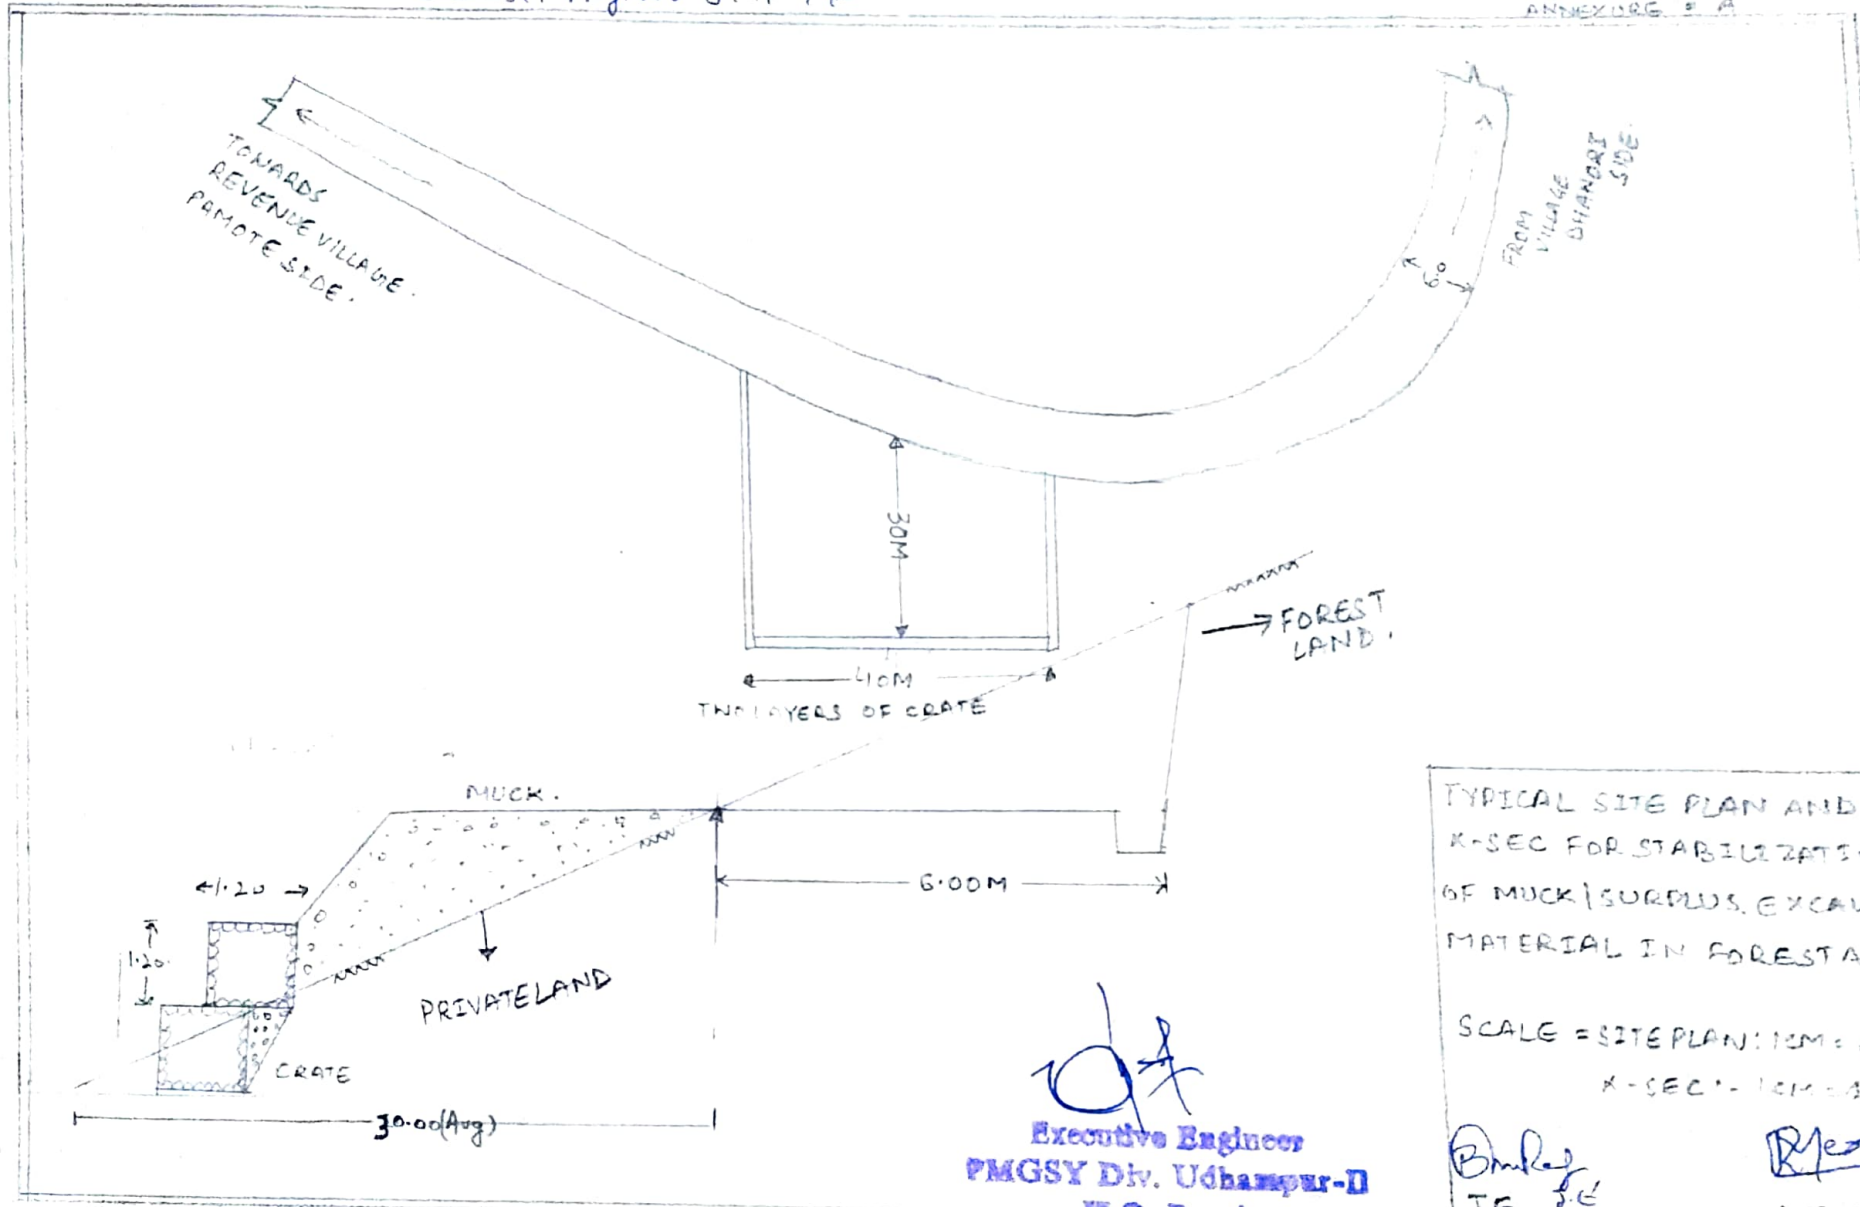 ANNEXURE = A
TOWARDS
REVENUE VILLAGE.
PAMOTE SIDE.
FROM
VILLAGE
DHANORI
SIDE.
6.0
30M
40M
LAYERS OF CRATE
FOREST
LAND.
MUCK.
1.20
1.20.
6.00M
PRIVATE LAND
CRATE
30.00(Avg)
TYPICAL SITE PLAN AND
X-SEC FOR STABILIZATI
OF MUCK/SURPLUS. EXCAV
MATERIAL IN FOREST A
SCALE = SITE PLAN: 1CM =
X-SEC:- 1CM =
Executive Engineer
PMGSY Div. Udhampur-II
J.E